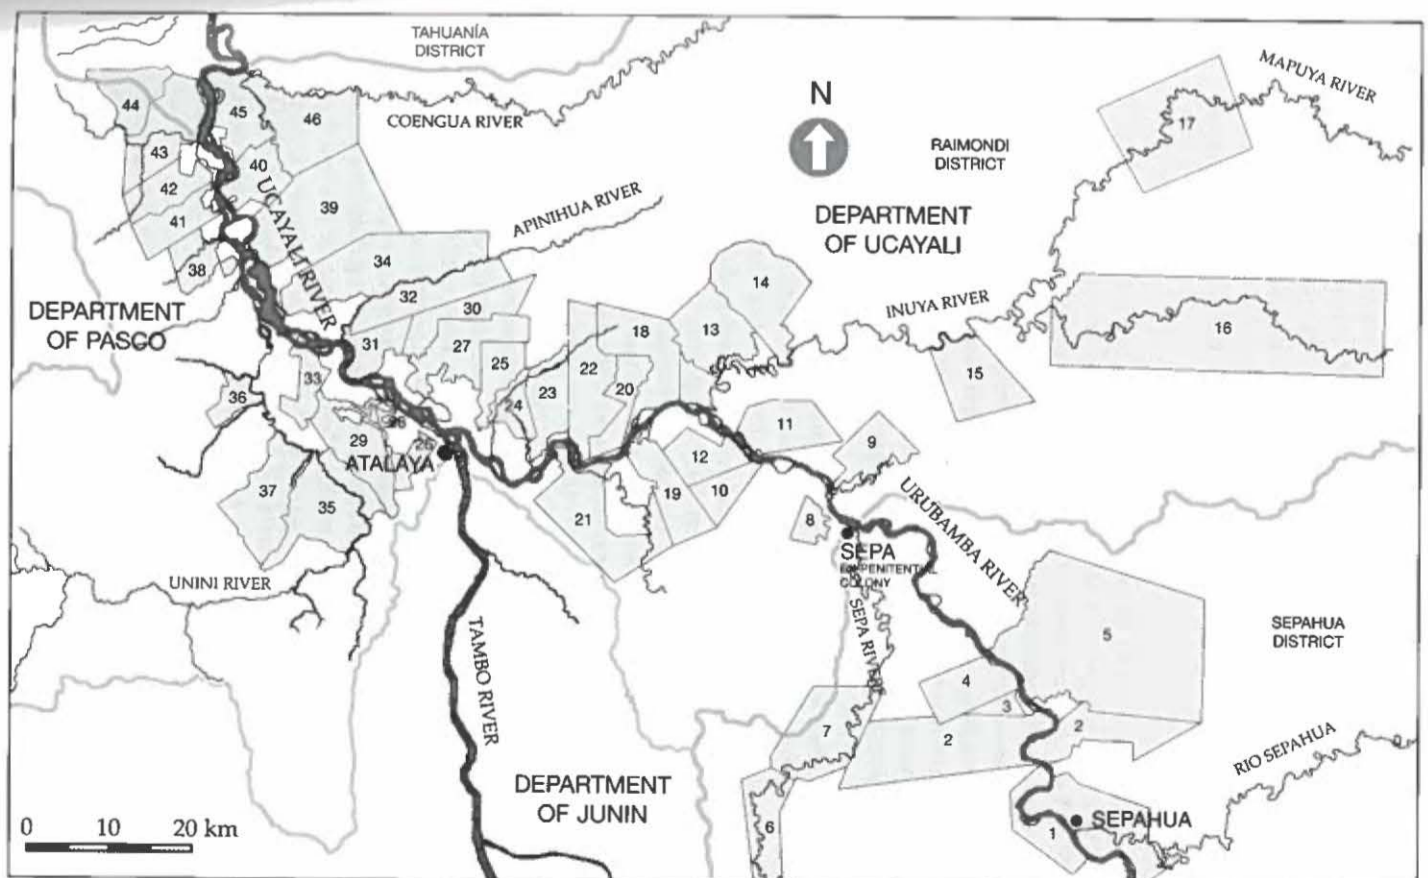 TAHUANÍA
DISTRICT
MAPUYA RIVER
44
45
46
COENGUA RIVER
N
17
RAIMONDI
DISTRICT
43
40
42
UCAYALI RIVER
39
APINIHUA RIVER
DEPARTMENT
OF UCAYALI
41
38
34
14
32
30
INUYA RIVER
DEPARTMENT
OF PASCO
31
27
18
13
16
25
22
15
33
20
36
23
24
28
11
29
26
9
ATALAYA
12
37
35
19
10
21
8
URUBAMBA RIVER
SEPA
EX-PENITENTIAL
COLONY
UNINI RIVER
SEPA RIVER
TAMBO RIVER
5
SEPAHUA
DISTRICT
4
3
7
2
2
RIO SEPAHUA
DEPARTMENT
OF JUNIN
6
1
SEPAHUA
0 10 20 km